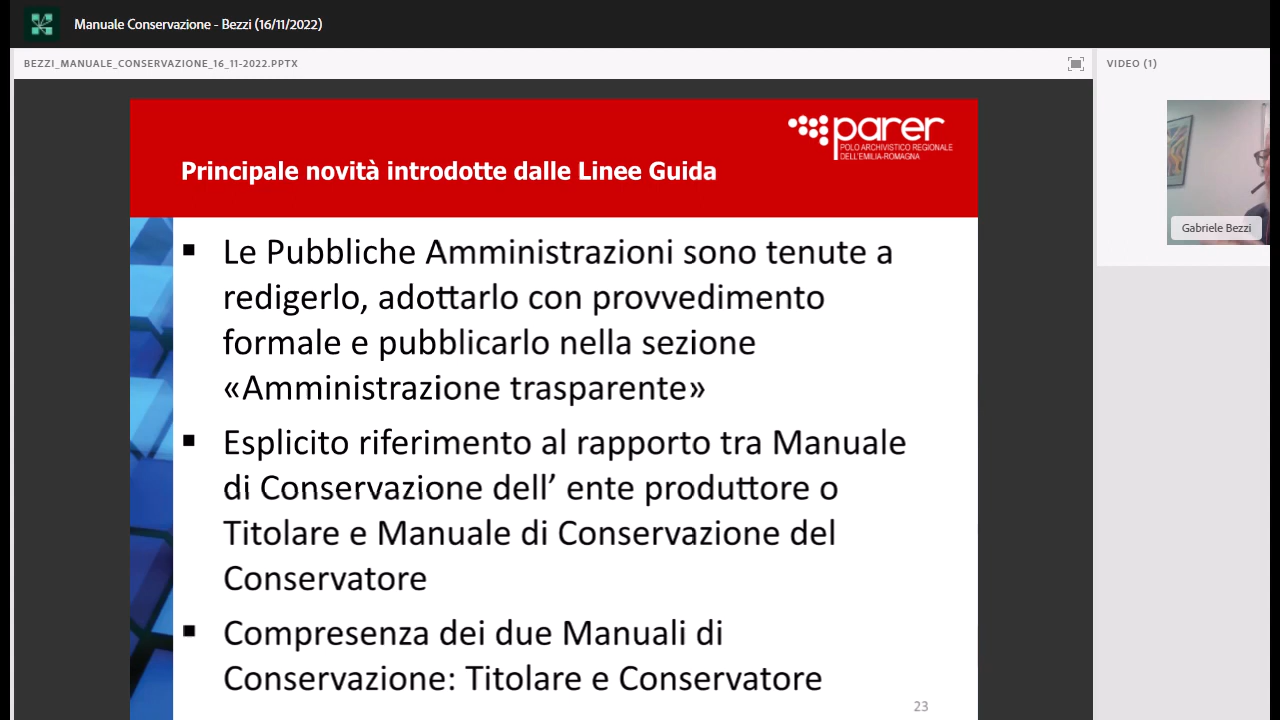 Manuale Conservazione - Bezzi (16/11/2022)
BEZZI_MANUALE_CONSERVAZIONE_16_11-2022.PPTX
VIDEO (1)
parer
POLO ARCHIVISTICO REGIONALE
DELL'EMILIA-ROMAGNA
Principale novità introdotte dalle Linee Guida
▪ Le Pubbliche Amministrazioni sono tenute a
redigerlo, adottarlo con provvedimento
formale e pubblicarlo nella sezione
«Amministrazione trasparente»
▪ Esplicito riferimento al rapporto tra Manuale
di Conservazione dell’ ente produttore o
Titolare e Manuale di Conservazione del
Conservatore
▪ Compresenza dei due Manuali di
Conservazione: Titolare e Conservatore
23
Gabriele Bezzi